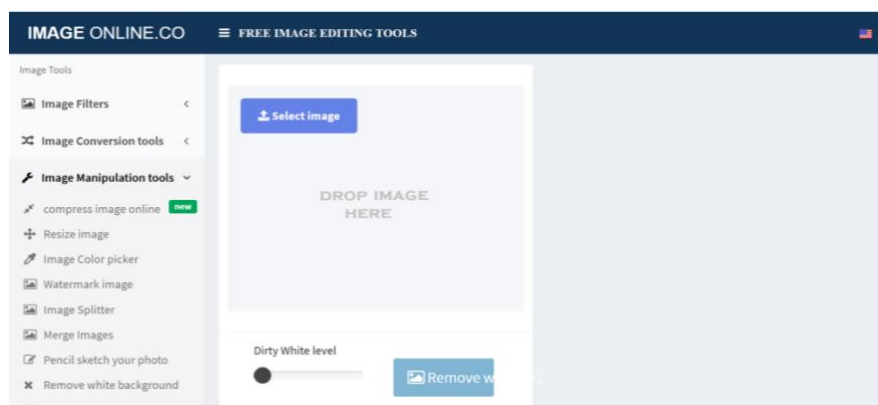 IMAGE ONLINE.CO
FREE IMAGE EDITING TOOLS
Image Tools
Image Filters
Image Conversion tools
Image Manipulation tools
compress image online new
Resize image
Image Color picker
Watermark image
Image Splitter
Merge Images
Pencil sketch your photo
Remove white background
Select image
DROP IMAGE
HERE
Dirty White level
Remove w